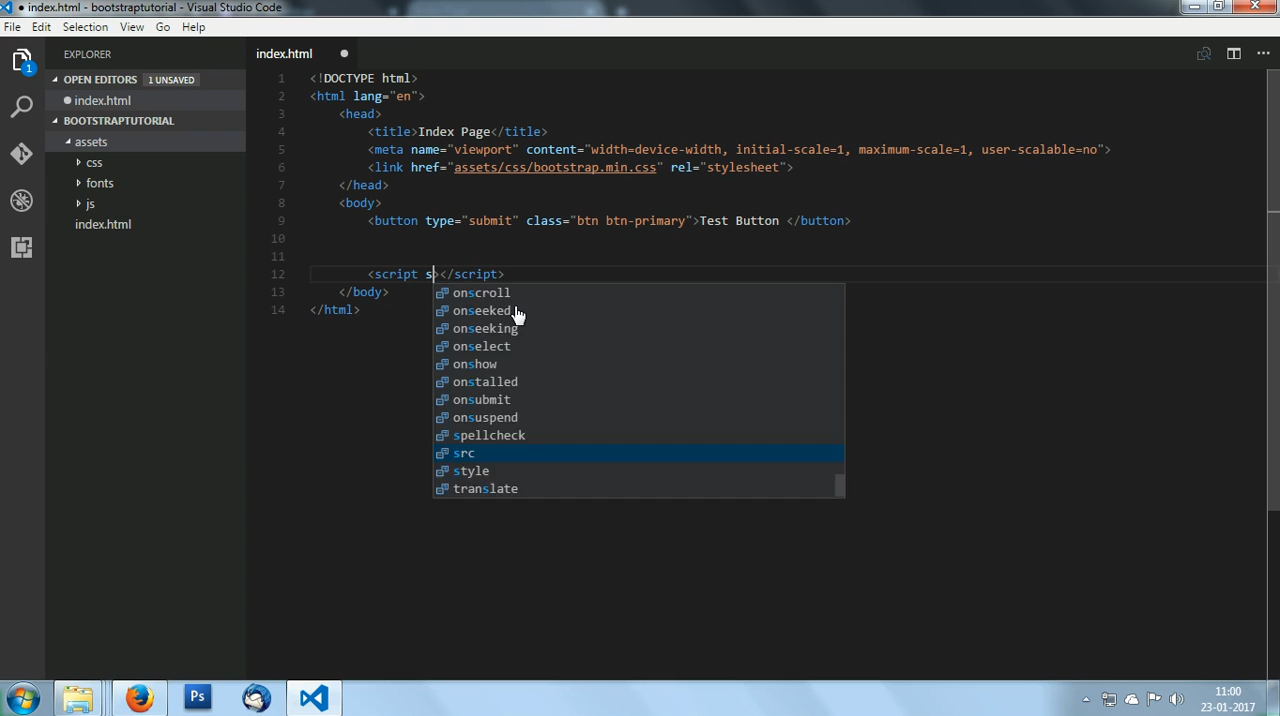 index.html - bootstraptutorial - Visual Studio Code
File Edit Selection View Go Help
EXPLORER
index.html
OPEN EDITORS 1 UNSAVED
index.html
BOOTSTRAPTUTORIAL
assets
css
fonts
js
index.html
1
1 <!DOCTYPE html>
2 <html lang="en">
3 <head>
4 <title>Index Page</title>
5 <meta name="viewport" content="width=device-width, initial-scale=1, maximum-scale=1, user-scalable=no">
6 <link href="assets/css/bootstrap.min.css" rel="stylesheet">
7 </head>
8 <body>
9 <button type="submit" class="btn btn-primary">Test Button </button>
10
11
12 <script s></script>
13 </body>
14 </html>
onscroll
onseeked
onseeking
onselect
onshow
onstalled
onsubmit
onsuspend
spellcheck
src
style
translate
Ps
11:00
23-01-2017